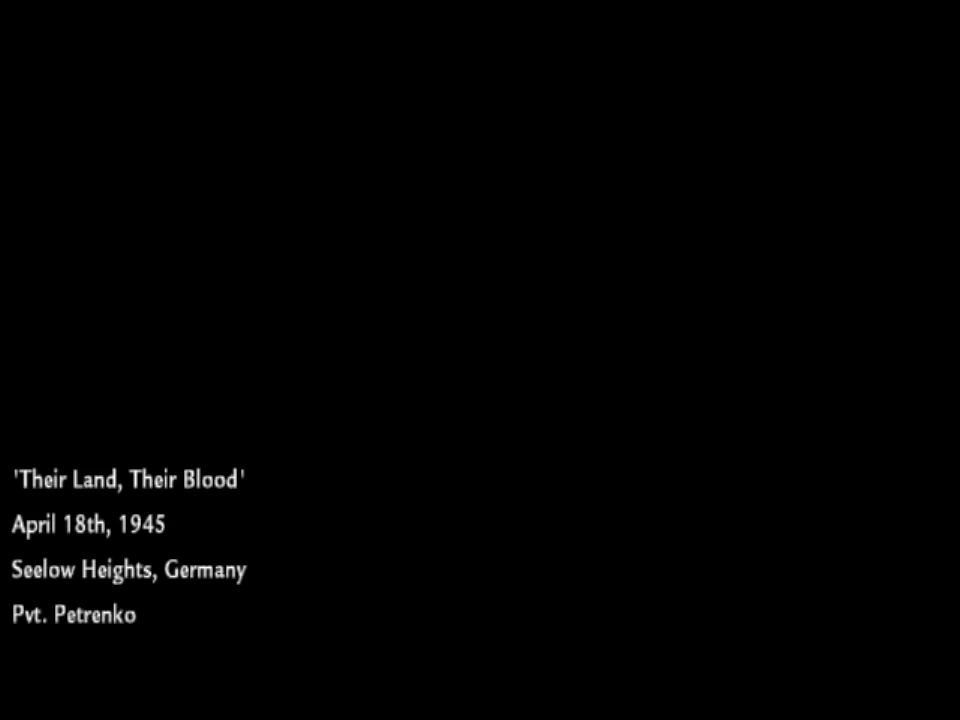 'Their Land, Their Blood'
April 18th, 1945
Seelow Heights, Germany
Pvt. Petrenko